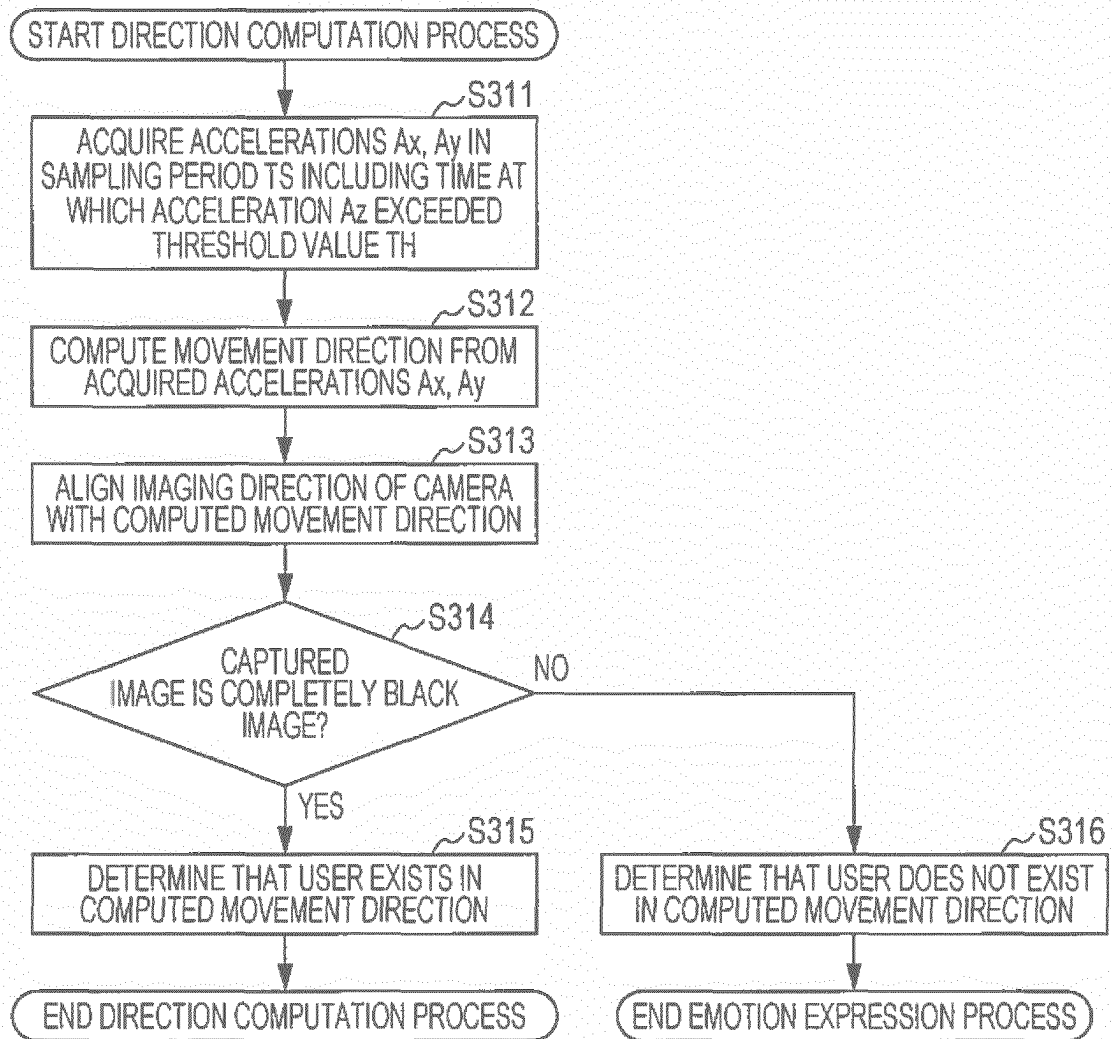 START DIRECTION COMPUTATION PROCESS
S311
ACQUIRE ACCELERATIONS Ax, Ay IN
SAMPLING PERIOD TS INCLUDING TIME AT
WHICH ACCELERATION Az EXCEEDED
THRESHOLD VALUE TH
S312
COMPUTE MOVEMENT DIRECTION FROM
ACQUIRED ACCELERATIONS Ax, Ay
S313
ALIGN IMAGING DIRECTION OF CAMERA
WITH COMPUTED MOVEMENT DIRECTION
S314
CAPTURED
IMAGE IS COMPLETELY BLACK
IMAGE?
NO
YES
S315
DETERMINE THAT USER EXISTS IN
COMPUTED MOVEMENT DIRECTION
S316
DETERMINE THAT USER DOES NOT EXIST
IN COMPUTED MOVEMENT DIRECTION
END DIRECTION COMPUTATION PROCESS
END EMOTION EXPRESSION PROCESS